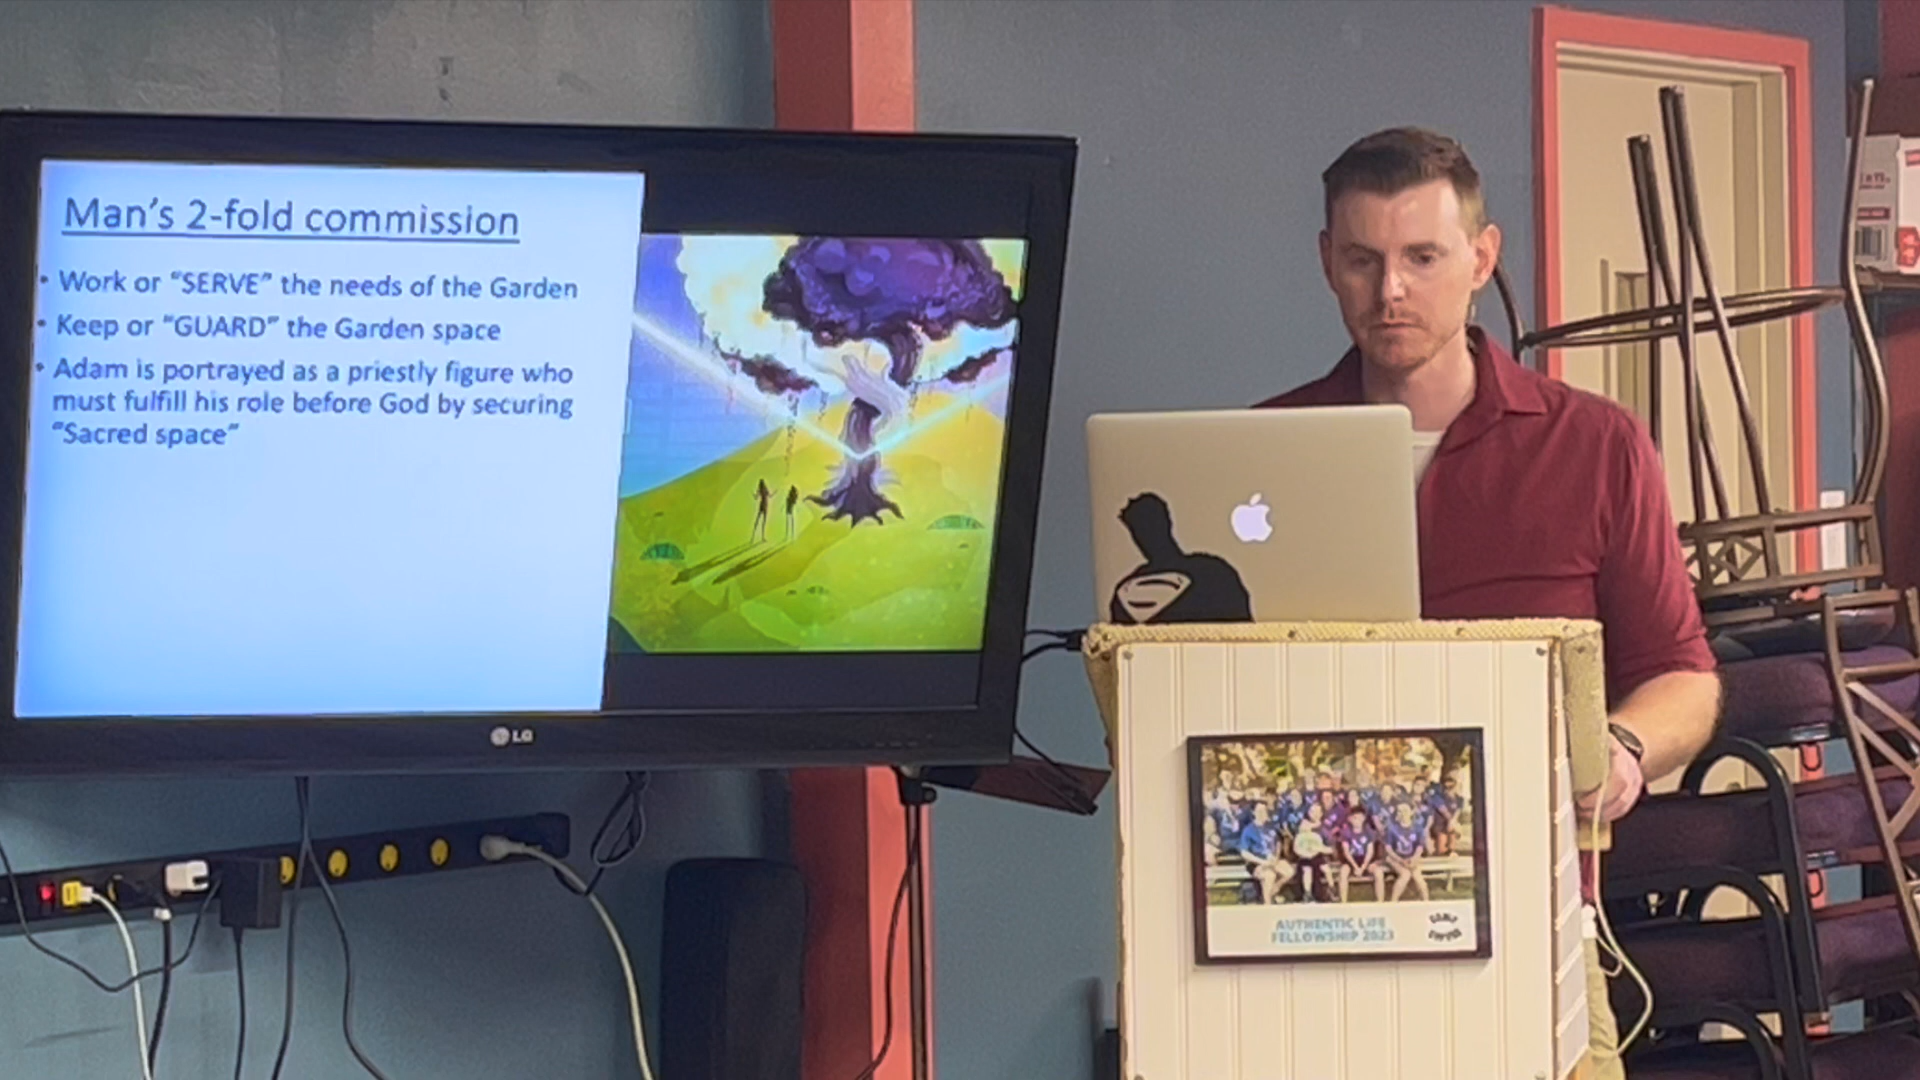 Man's 2-fold commission
• Work or "SERVE" the needs of the Garden
• Keep or "GUARD" the Garden space
• Adam is portrayed as a priestly figure who
must fulfill his role before God by securing
"Sacred space"
LG
AUTHENTIC LIFE
FELLOWSHIP 2023